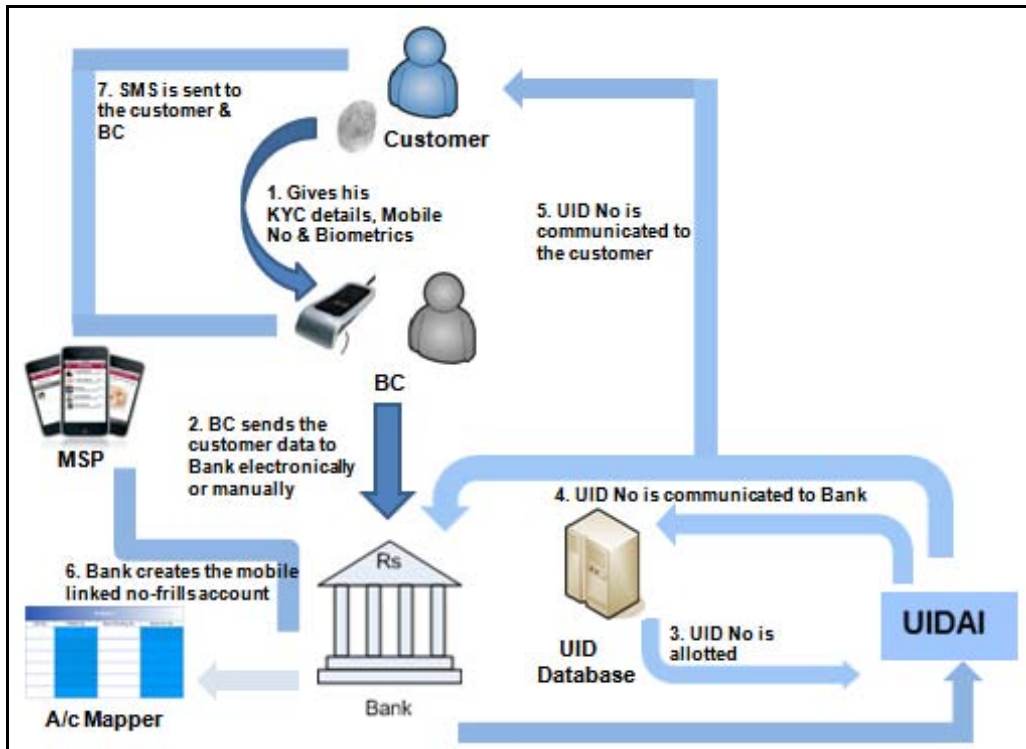 7. SMS is sent to
the customer &
BC
Customer
1. Gives his
KYC details, Mobile
No & Biometrics
5. UID No is
communicated to
the customer
BC
MSP
2. BC sends the
customer data to
Bank electronically
or manually
4. UID No is communicated to Bank
Rs
6. Bank creates the mobile
linked no-frills account
UIDAI
3. UID No is
allotted
UID
Database
Bank
A/c Mapper